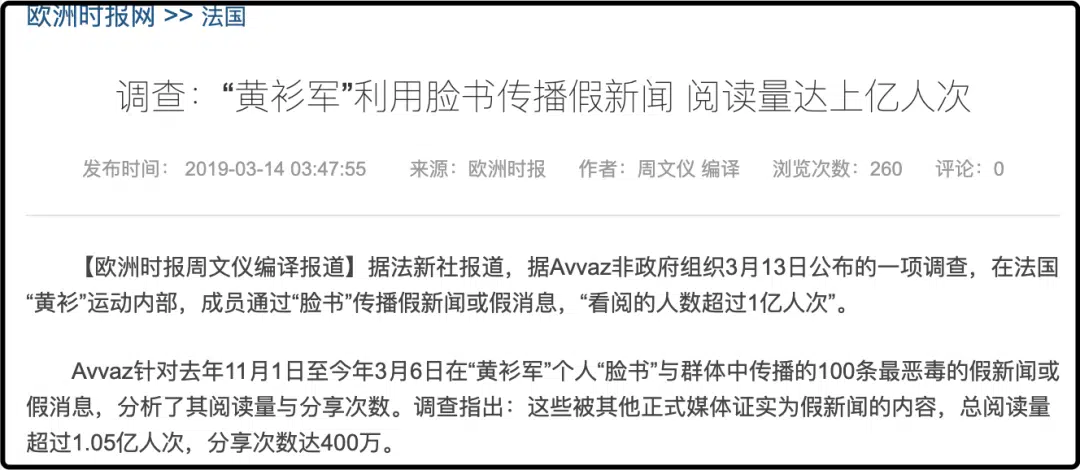 欧洲时报网 >> 法国
调查：“黄衫军”利用脸书传播假新闻 阅读量达上亿人次
发布时间： 2019-03-14 03:47:55 来源：欧洲时报 作者：周文仪 编译 浏览次数：260 评论：0
【欧洲时报周文仪编译报道】据法新社报道，据Avvaz非政府组织3月13日公布的一项调查，在法国
“黄衫”运动内部，成员通过“脸书”传播假新闻或假消息，“看阅的人数超过1亿人次”。
Avvaz针对去年11月1日至今年3月6日在“黄衫军”个人“脸书”与群体中传播的100条最恶毒的假新闻或
假消息，分析了其阅读量与分享次数。调查指出：这些被其他正式媒体证实为假新闻的内容，总阅读量
超过1.05亿人次，分享次数达400万。